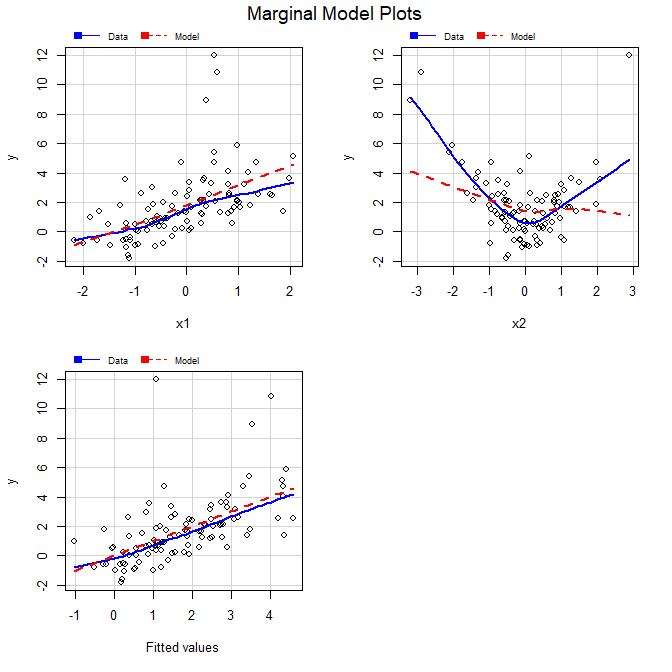 Marginal Model Plots
Data Model
Data Model
y
12
10
8
6
4
2
0
-2
-2 -1 0 1 2
x1
y
12
10
8
6
4
2
0
-2
-3 -2 -1 0 1 2 3
x2
Data Model
y
12
10
8
6
4
2
0
-2
-1 0 1 2 3 4
Fitted values